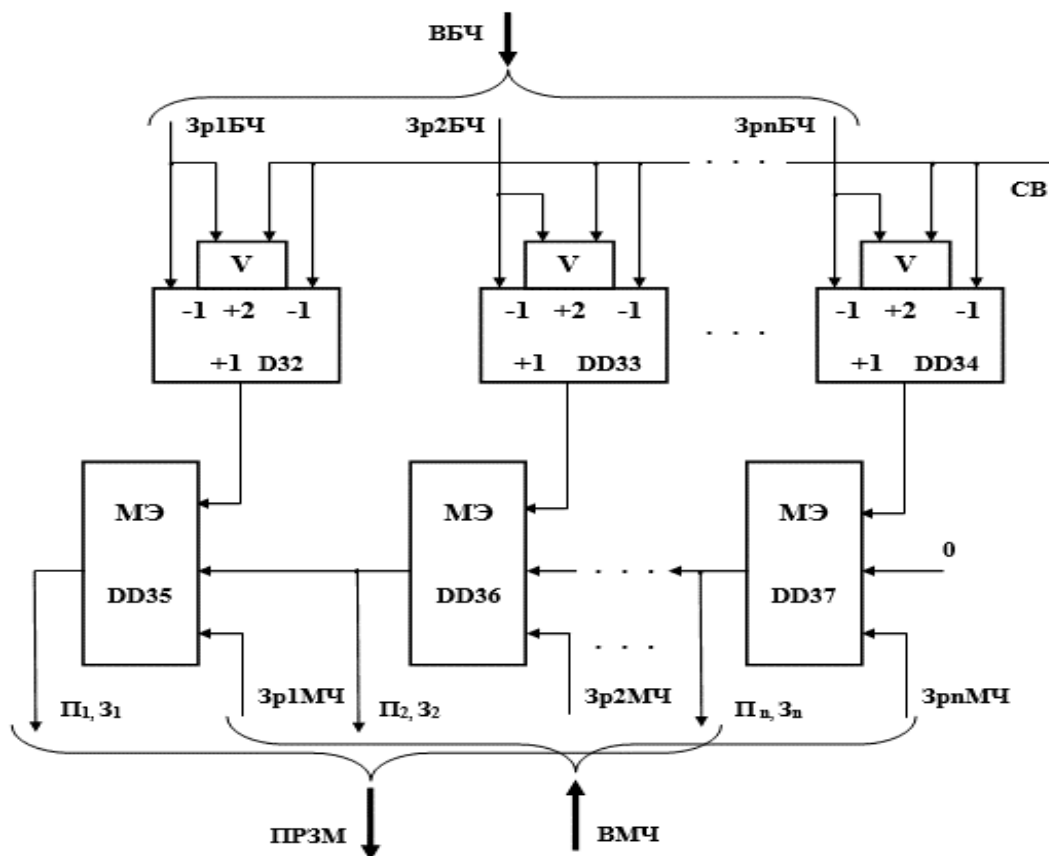 ВБЧ
Зр1БЧ Зр2БЧ ЗрnБЧ
. . .
СВ
V V V
-1 +2 -1 -1 +2 -1 -1 +2 -1
. . .
+1 D32 +1 DD33 +1 DD34
МЭ МЭ МЭ
0
. . .
DD35 DD36 DD37
. . .
Зр1МЧ Зр2МЧ ЗрnМЧ
П₁, З₁ П₂, З₂ Пₙ, Зₙ
ПРЗМ ВМЧ